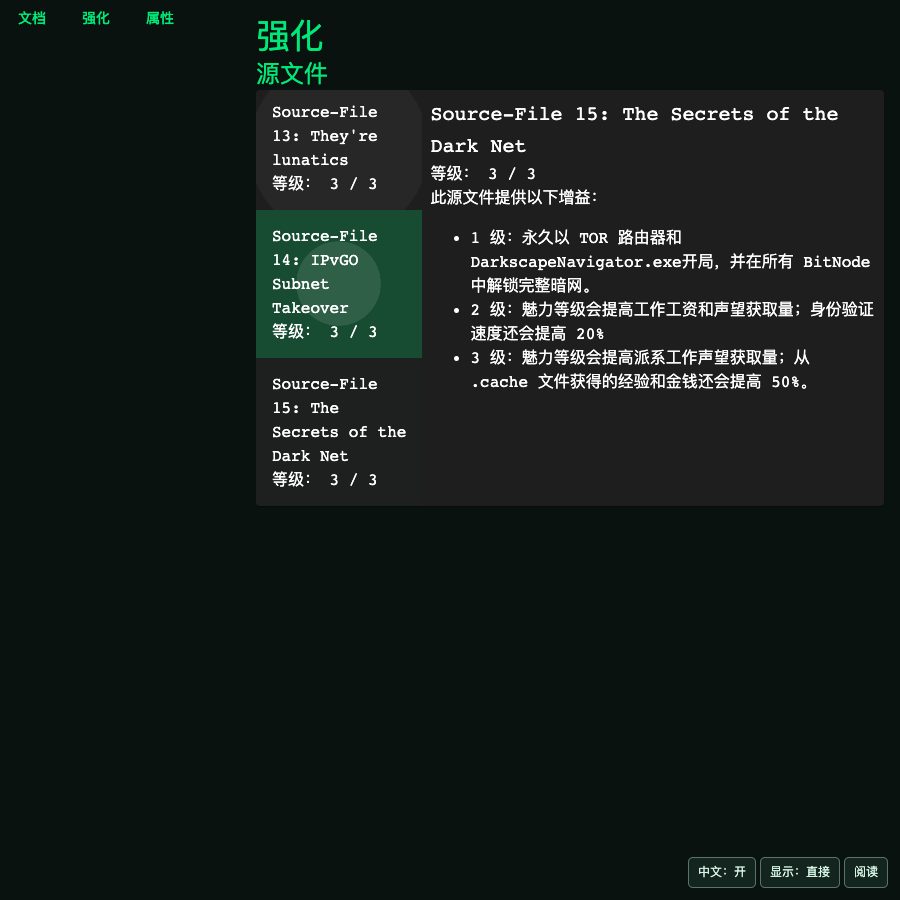 文档 强化 属性
强化
源文件
Source-File
13: They're
lunatics
等级： 3 / 3
Source-File
14: IPvGO
Subnet
Takeover
等级： 3 / 3
Source-File
15: The
Secrets of the
Dark Net
等级： 3 / 3
Source-File 15: The Secrets of the
Dark Net
等级： 3 / 3
此源文件提供以下增益：
• 1 级：永久以 TOR 路由器和
DarkscapeNavigator.exe开局，并在所有 BitNode
中解锁完整暗网。
• 2 级：魅力等级会提高工作工资和声望获取量；身份验证
速度还会提高 20%
• 3 级：魅力等级会提高派系工作声望获取量；从
.cache 文件获得的经验和金钱还会提高 50%。
中文：开 显示：直接 阅读